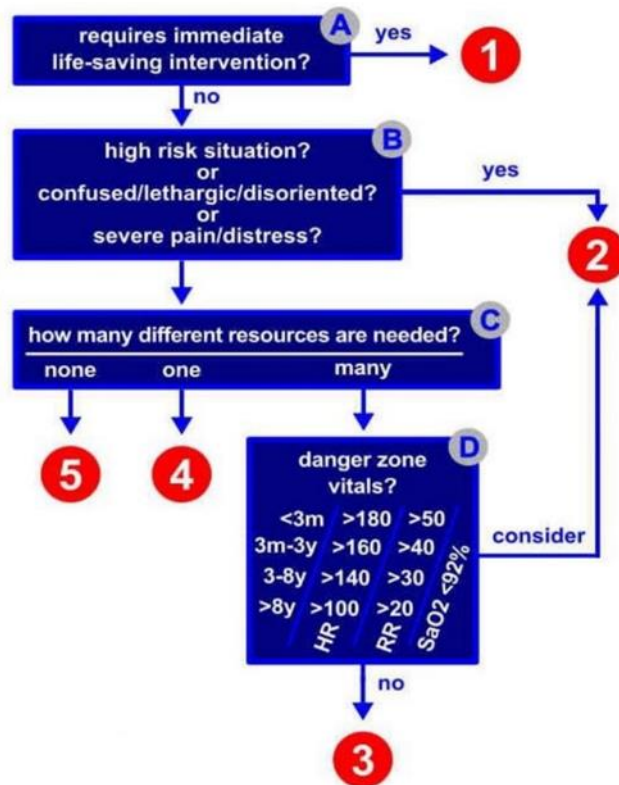 A
requires immediate
life-saving intervention?
yes
1
no
B
high risk situation?
or
confused/lethargic/disoriented?
or
severe pain/distress?
yes
2
C
how many different resources are needed?
none one many
5
4
D
danger zone
vitals?
<3m >180 >50
3m-3y >160 >40
3-8y >140 >30
>8y >100 >20
HR RR SaO2 <92%
consider
no
3